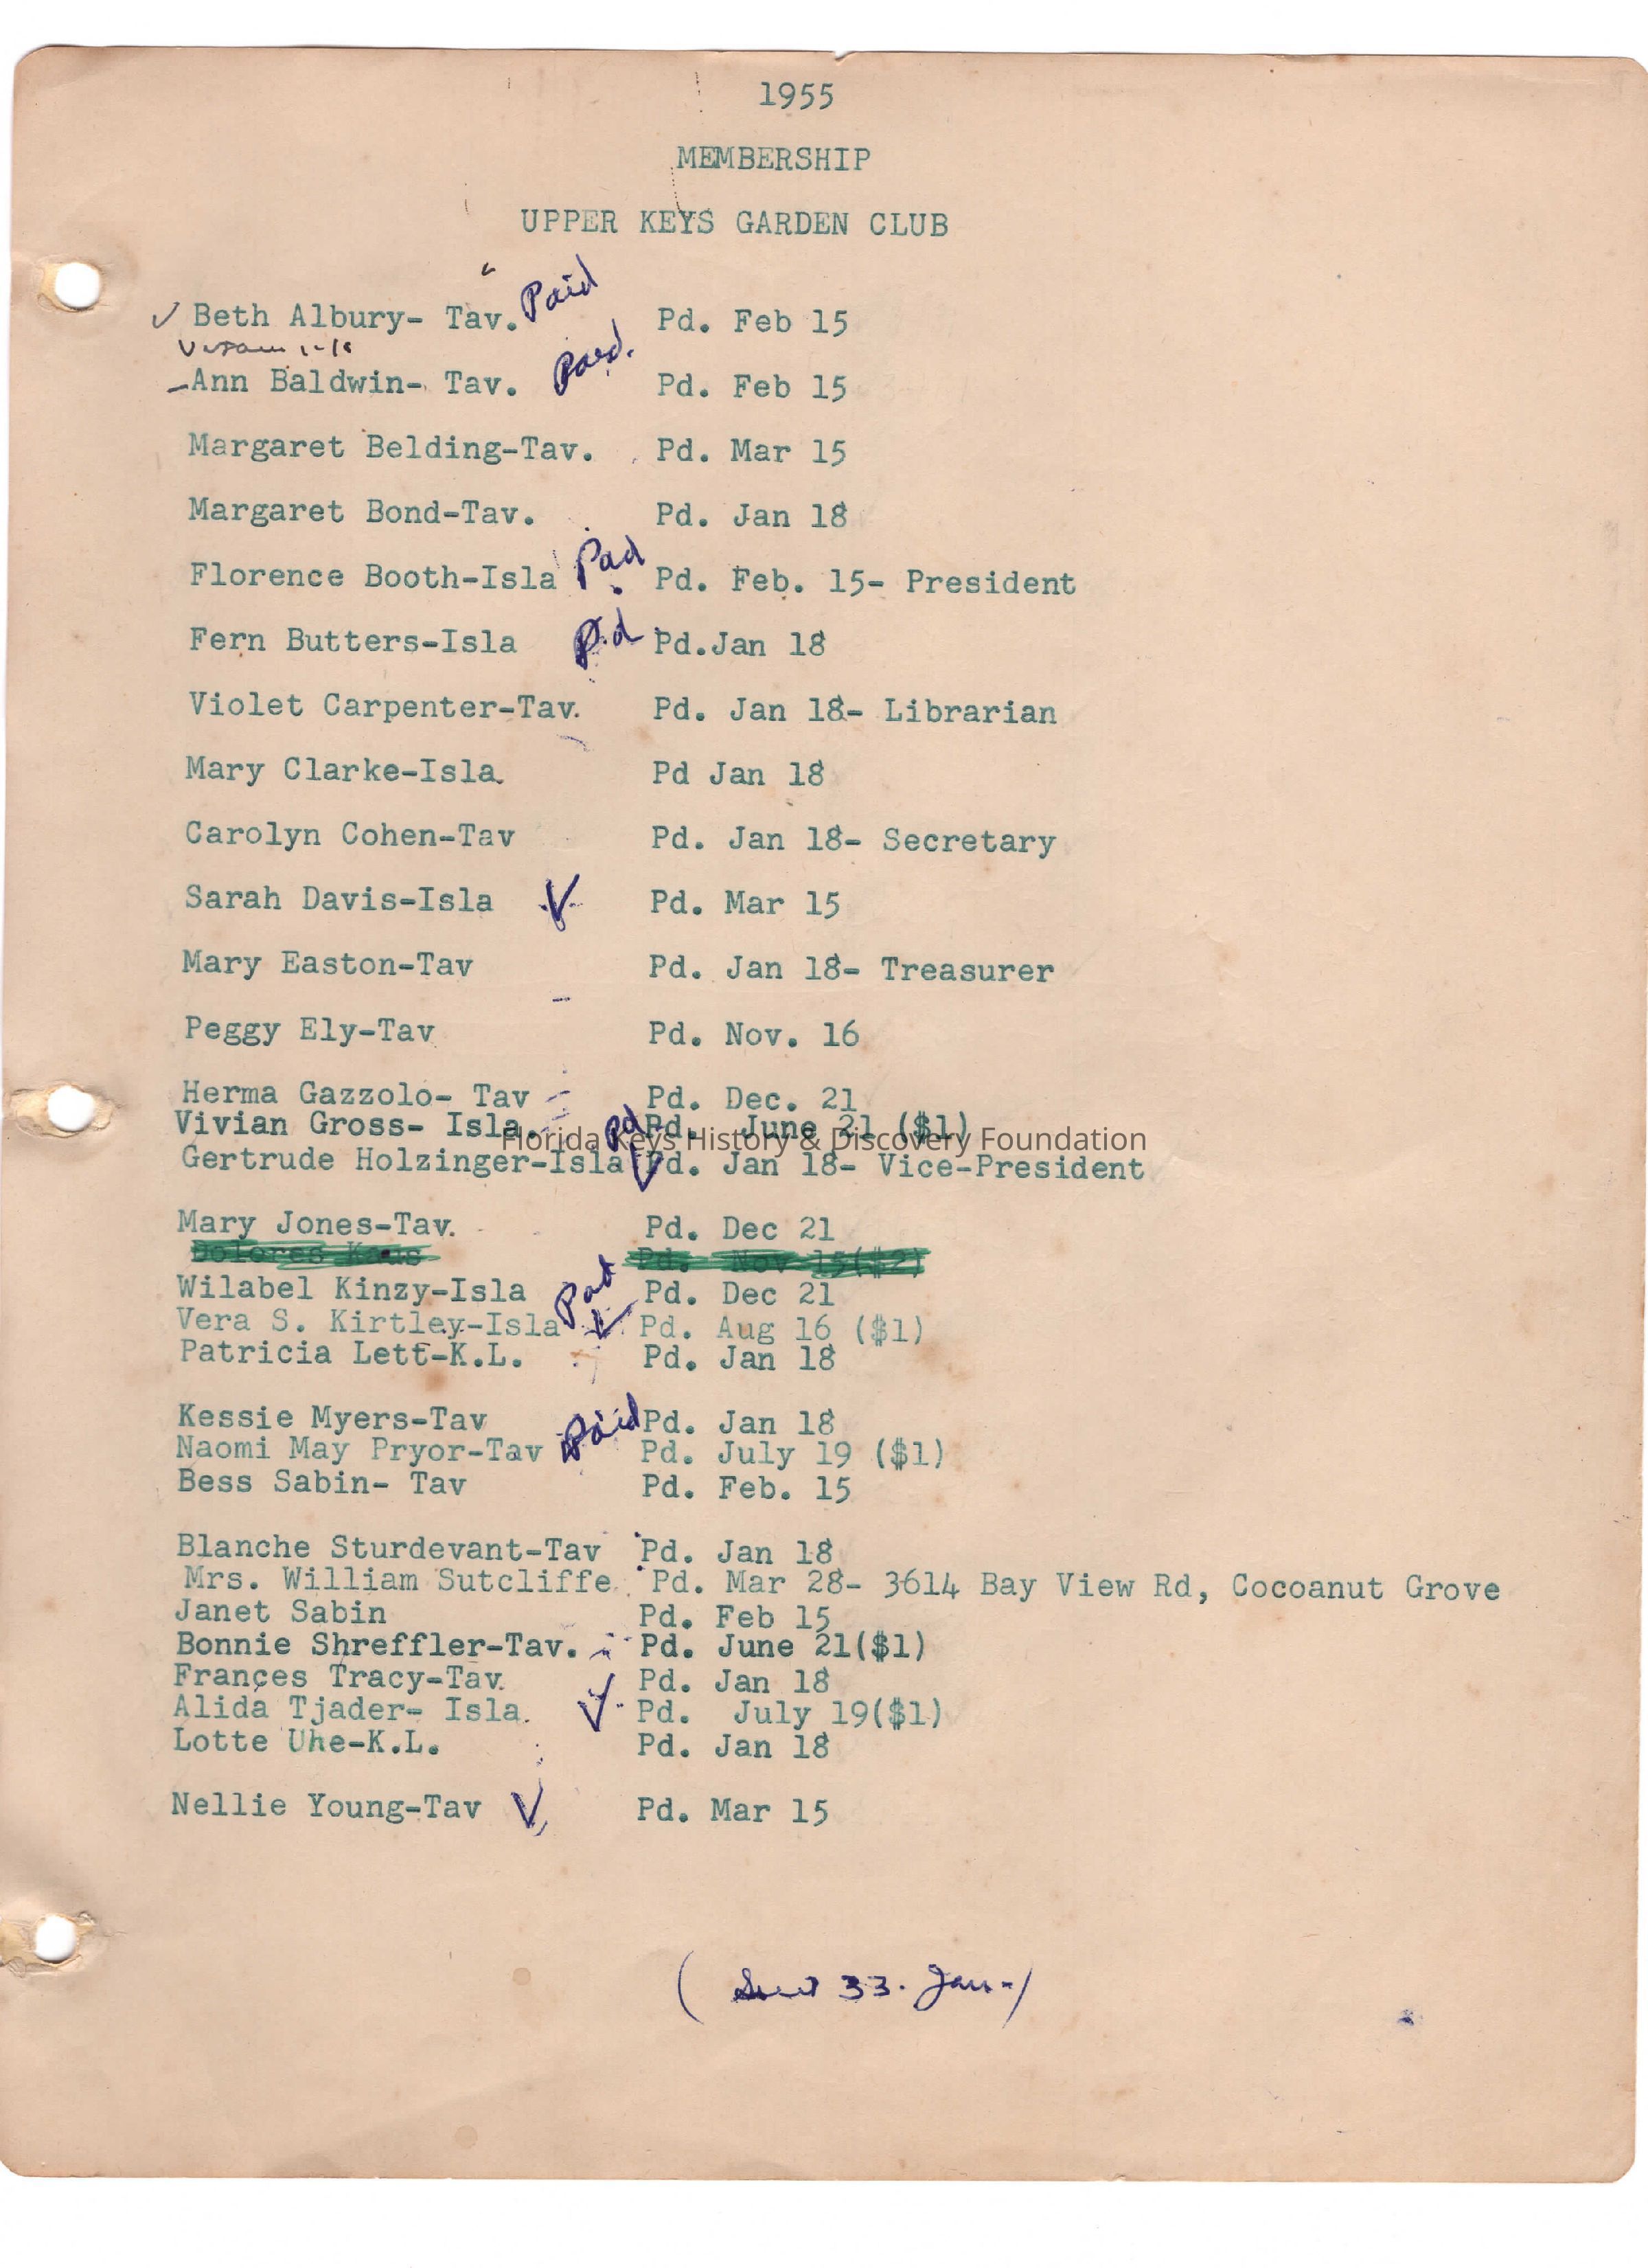 1955
MEMBERSHIP
UPPER KEYS GARDEN CLUB
Beth Albury- Tav. Paid Pd. Feb 15
Ann Baldwin- Tav. Paid. Pd. Feb 15
Margaret Belding-Tav. Pd. Mar 15
Margaret Bond-Tav. Pd. Jan 18
Florence Booth-Isla Pad Pd. Feb. 15- President
Fern Butters-Isla Pd Pd.Jan 18
Violet Carpenter-Tav. Pd. Jan 18- Librarian
Mary Clarke-Isla. Pd Jan 18
Carolyn Cohen-Tav Pd. Jan 18- Secretary
Sarah Davis-Isla Pd. Mar 15
Mary Easton-Tav Pd. Jan 18- Treasurer
Peggy Ely-Tav Pd. Nov. 16
Herma Gazzolo- Tav Pd. Dec. 21
Vivian Gross- Isla. Pd Pd. June 21 ($1)
Florida Keys History & Discovery Foundation
Gertrude Holzinger-Isla Pd. Jan 18- Vice-President
Mary Jones-Tav. Pd. Dec 21
Dolores Kaus Pd. Nov 15($2)
Wilabel Kinzy-Isla Pd. Dec 21
Vera S. Kirtley-Isla Pad Pd. Aug 16 ($1)
Patricia Lett-K.L. Pd. Jan 18
Kessie Myers-Tav Pd. Jan 18
Naomi May Pryor-Tav Paid Pd. July 19 ($1)
Bess Sabin- Tav Pd. Feb. 15
Blanche Sturdevant-Tav Pd. Jan 18
Mrs. William Sutcliffe Pd. Mar 28- 3614 Bay View Rd, Cocoanut Grove
Janet Sabin Pd. Feb 15
Bonnie Shreffler-Tav. Pd. June 21($1)
Frances Tracy-Tav. Pd. Jan 18
Alida Tjader- Isla. Pd. July 19($1)
Lotte Uhe-K.L. Pd. Jan 18
Nellie Young-Tav Pd. Mar 15
( 33. Jan-)